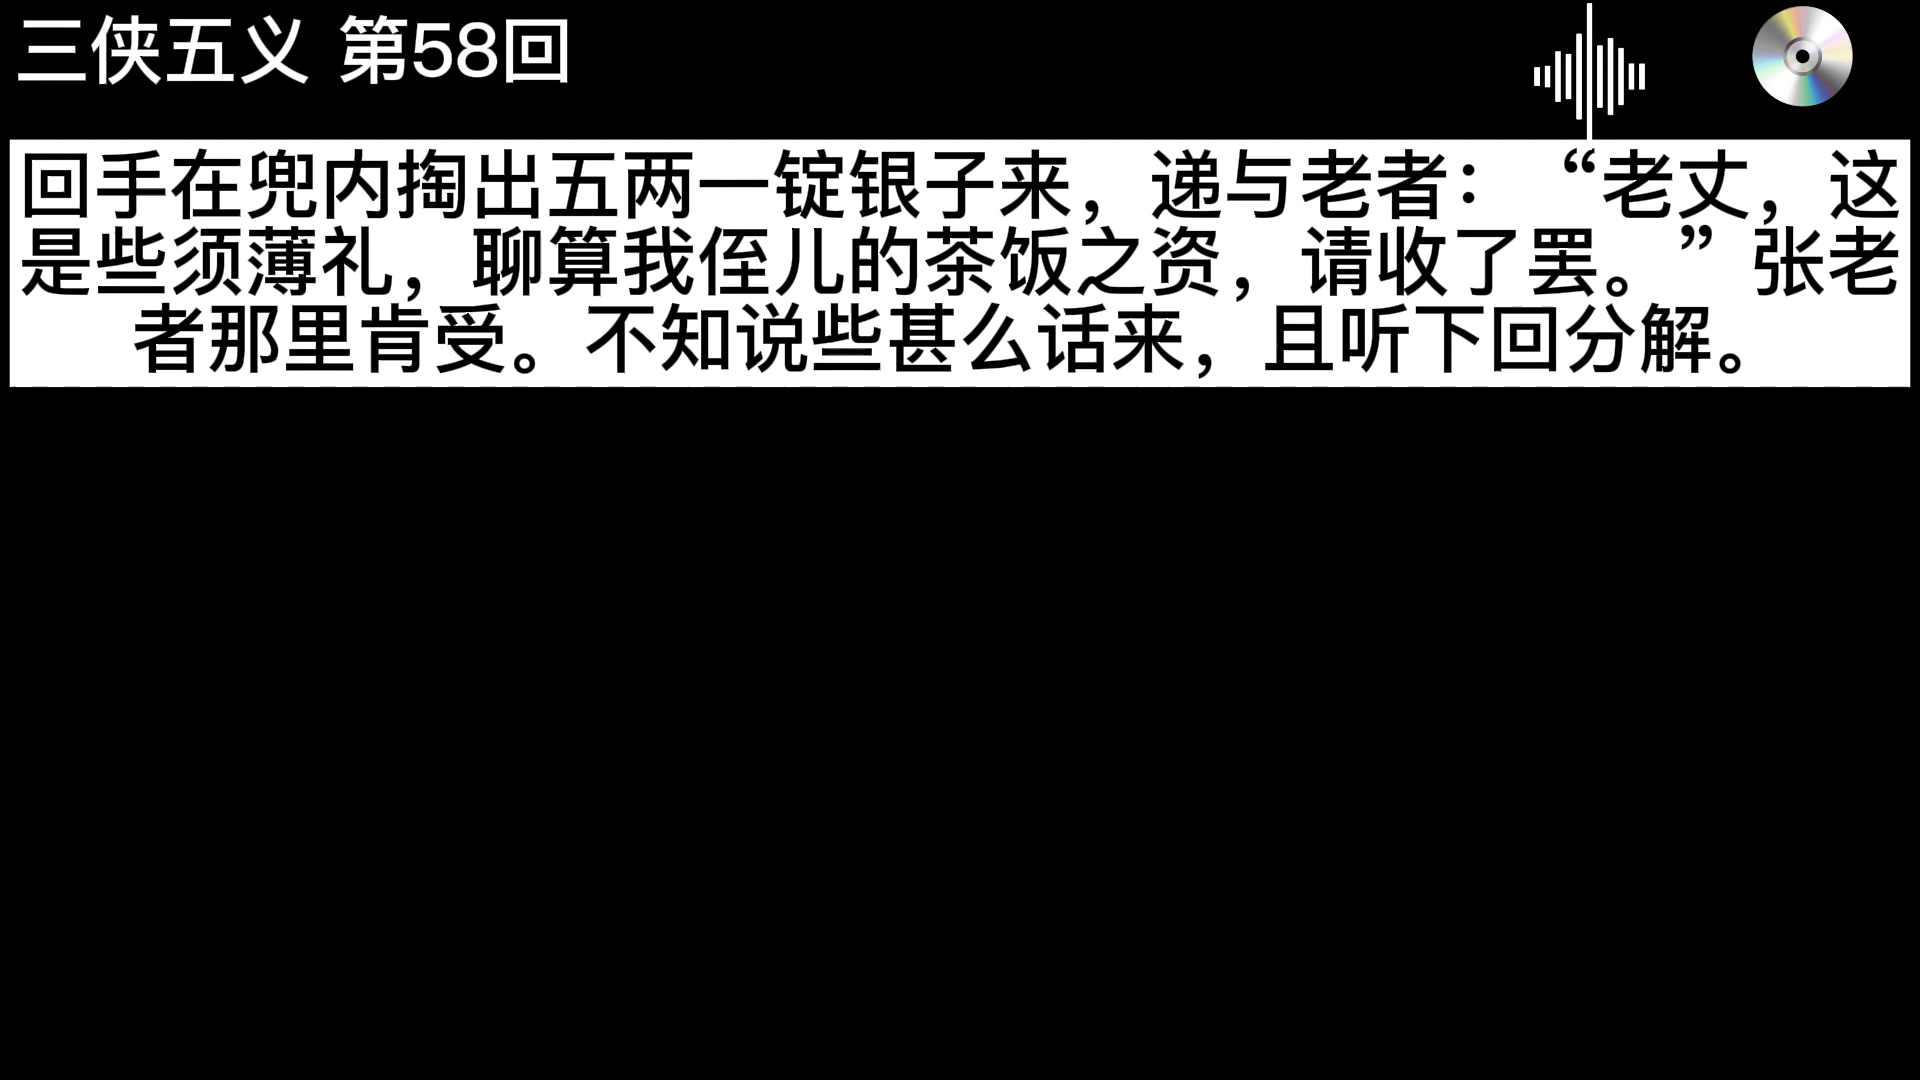 三侠五义 第58回
回手在兜内掏出五两一锭银子来，递与老者：“老丈，这
是些须薄礼，聊算我侄儿的茶饭之资，请收了罢。”张老
者那里肯受。不知说些甚么话来，且听下回分解。